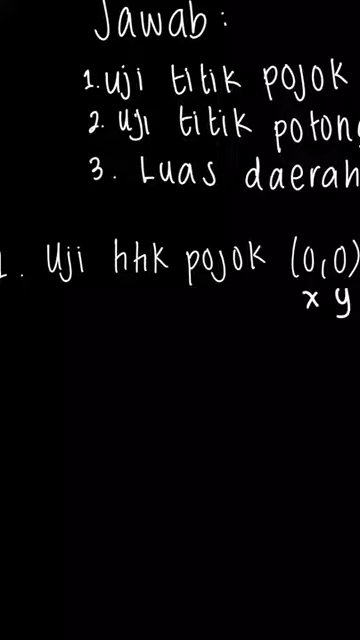 Jawab :
1. Uji titik pojok
2. Uji titik potong
3. Luas daerah
1. Uji titik pojok (0,0)
x y